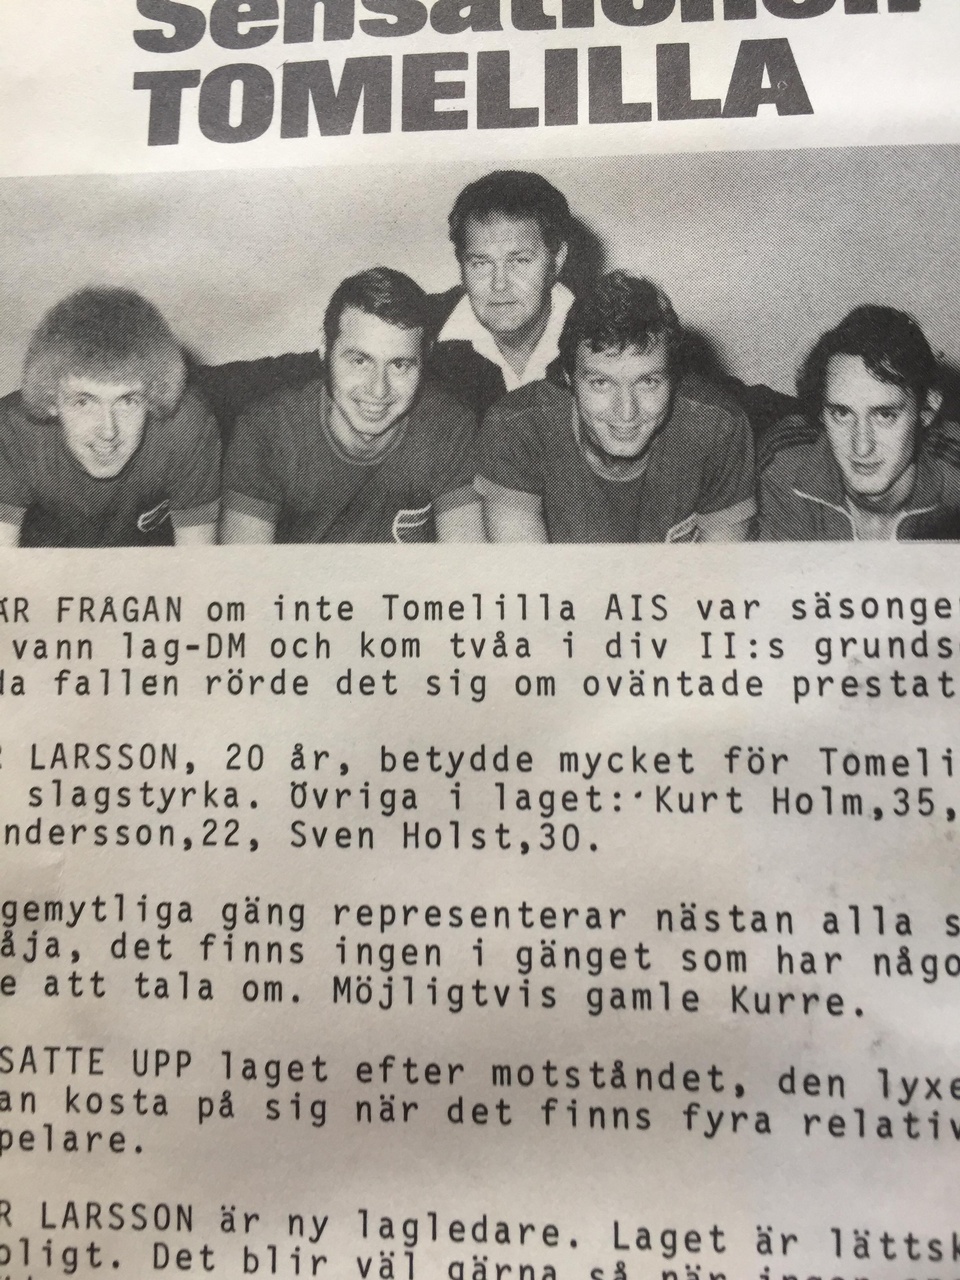 Sensationen
TOMELILLA
ÄR FRÅGAN om inte Tomelilla AIS var säsonge
vann lag-DM och kom tvåa i div II:s grunds
da fallen rörde det sig om oväntade prestat
R LARSSON, 20 år, betydde mycket för Tomeli
slagstyrka. Övriga i laget: Kurt Holm,35,
ndersson,22, Sven Holst,30.
gemytliga gäng representerar nästan alla s
åja, det finns ingen i gänget som har någo
e att tala om. Möjligtvis gamle Kurre.
SATTE UPP laget efter motståndet, den lyxe
an kosta på sig när det finns fyra relativ
pelare.
R LARSSON är ny lagledare. Laget är lättsk
oligt. Det blir väl gärna så när ingen